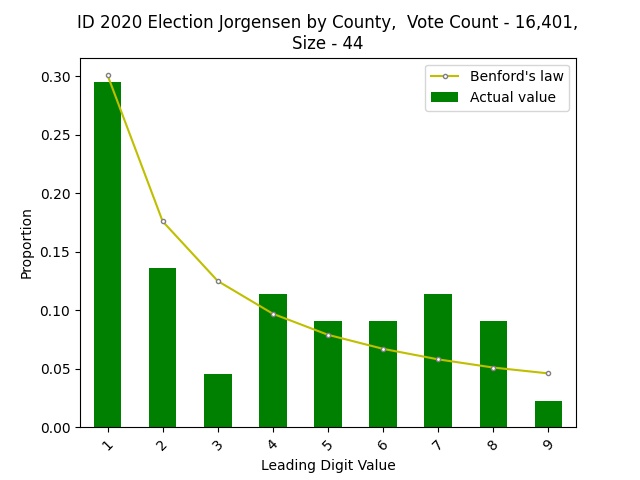 ID 2020 Election Jorgensen by County,  Vote Count - 16,401,
Size - 44
Benford's law
Actual value
0.30
0.25
0.20
0.15
0.10
0.05
0.00
Proportion
1 2 3 4 5 6 7 8 9
Leading Digit Value